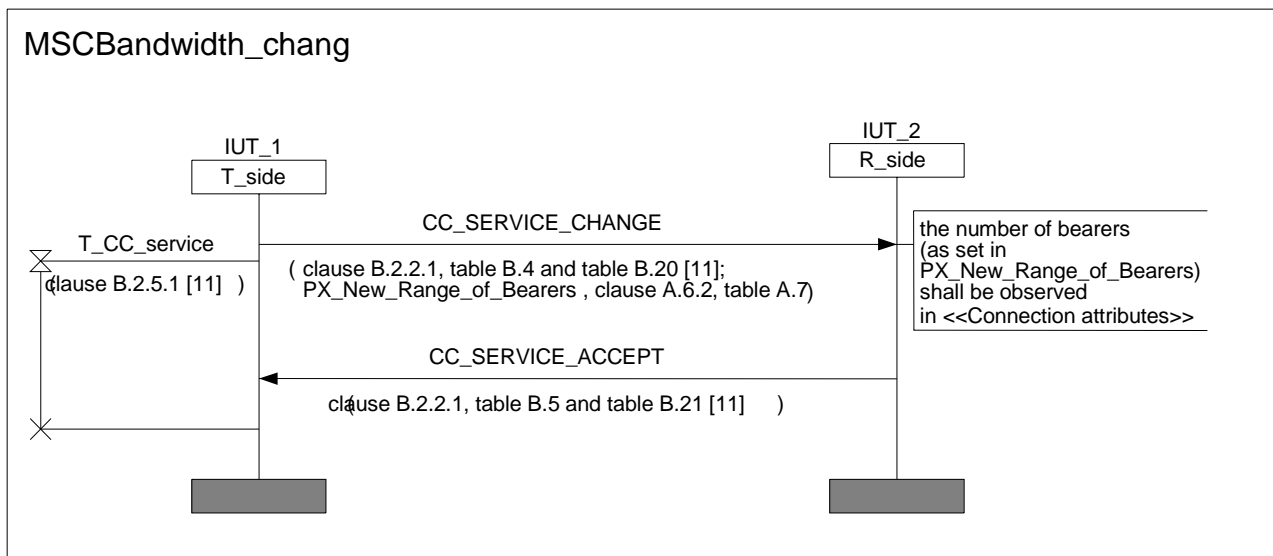 MSCBandwidth_chang
IUT_1
IUT_2
T_side
R_side
CC_SERVICE_CHANGE
T_CC_service
(clause B.2.5.1 [11] )
( clause B.2.2.1, table B.4 and table B.20 [11];
PX_New_Range_of_Bearers , clause A.6.2, table A.7)
the number of bearers
(as set in
PX_New_Range_of_Bearers)
shall be observed
in <<Connection attributes>>
CC_SERVICE_ACCEPT
(clause B.2.2.1, table B.5 and table B.21 [11] )